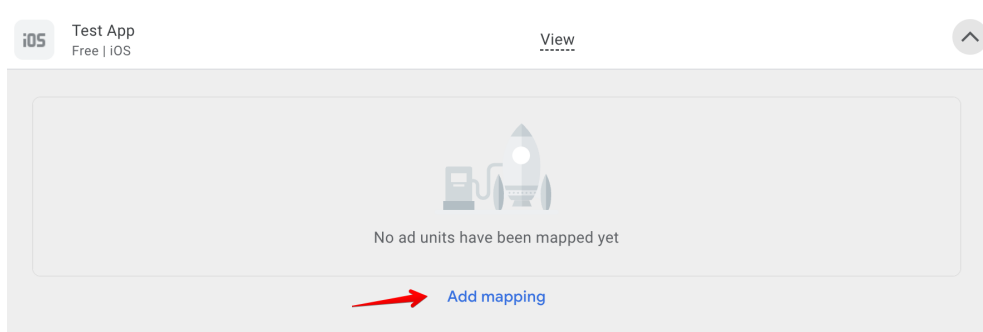 iOS
Test App
Free | iOS
View
No ad units have been mapped yet
Add mapping